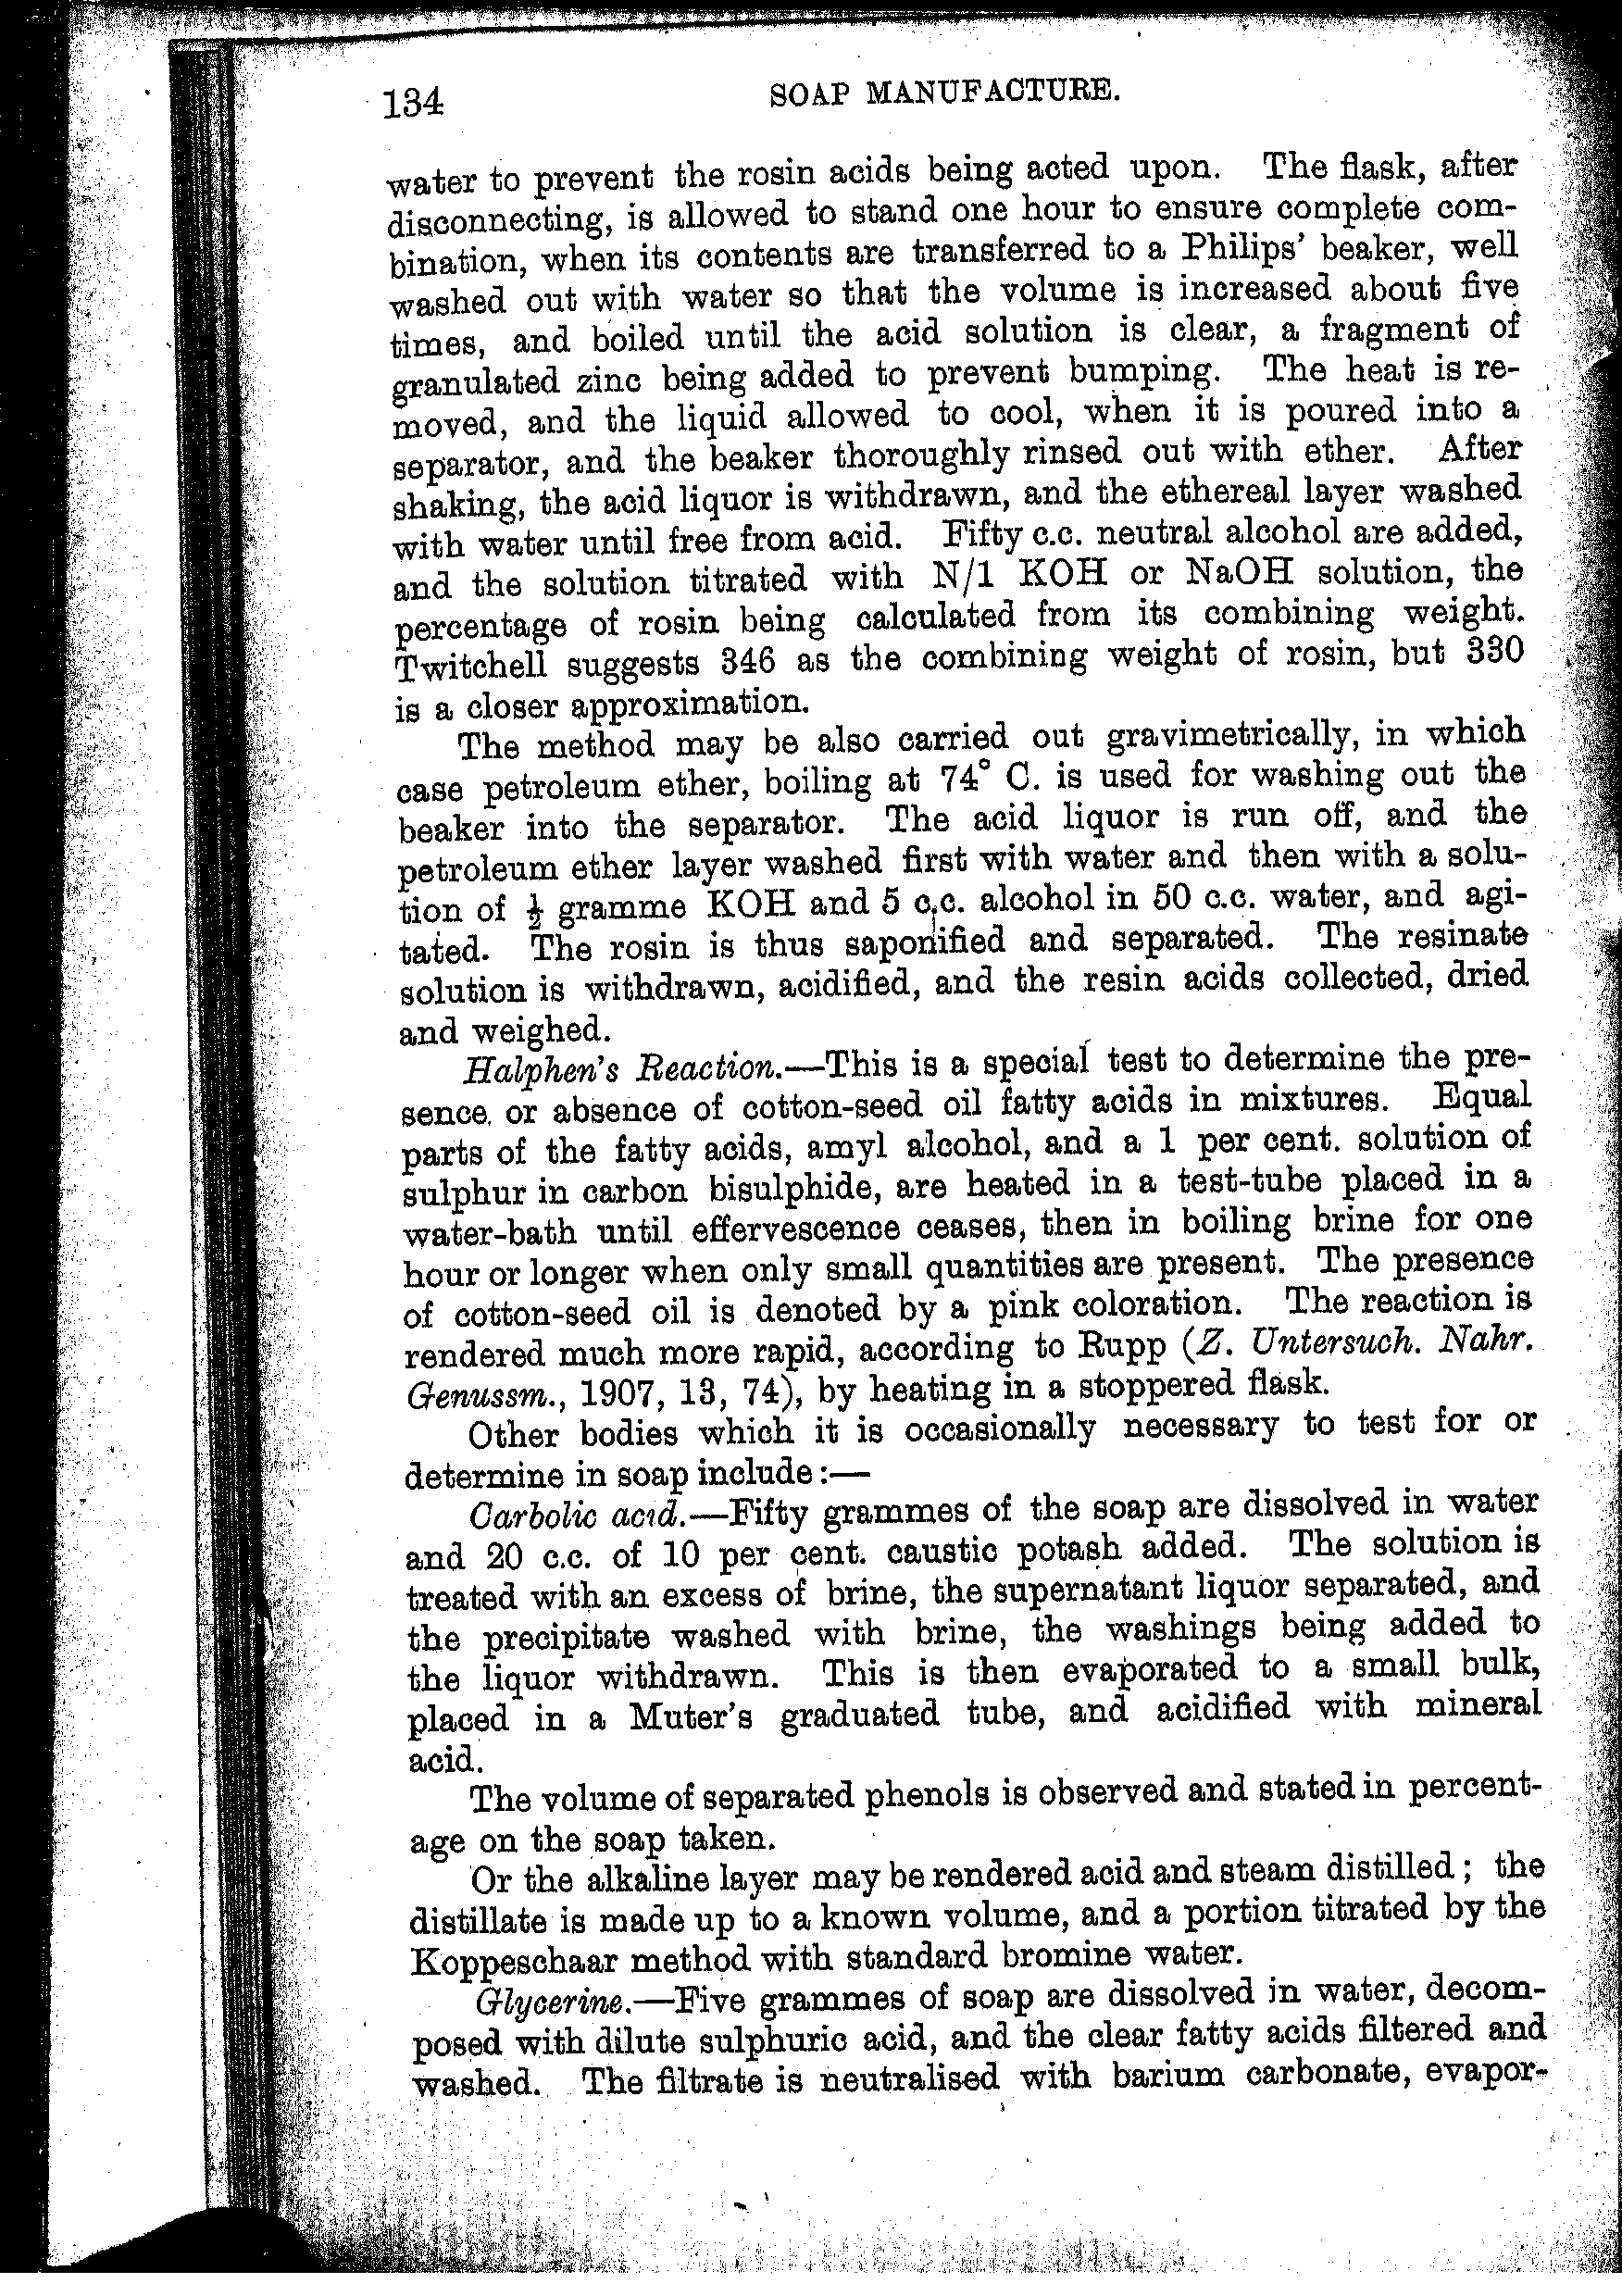 134
SOAP MANUFACTURE.
water to prevent the rosin acids being acted upon. The flask, after
disconnecting, is allowed to stand one hour to ensure complete com-
bination, when its contents are transferred to a Philips' beaker, well
washed out with water so that the volume is increased about five
times, and boiled until the acid solution is clear, a fragment of
granulated zinc being added to prevent bumping. The heat is re-
moved, and the liquid allowed to cool, when it is poured into a
separator, and the beaker thoroughly rinsed out with ether. After
shaking, the acid liquor is withdrawn, and the ethereal layer washed
with water until free from acid. Fifty c.c. neutral alcohol are added,
and the solution titrated with N/1 KOH or NaOH solution, the
percentage of rosin being calculated from its combining weight.
Twitchell suggests 346 as the combining weight of rosin, but 330
is a closer approximation.
The method may be also carried out gravimetrically, in which
case petroleum ether, boiling at 74° C. is used for washing out the
beaker into the separator. The acid liquor is run off, and the
petroleum ether layer washed first with water and then with a solu-
tion of ½ gramme KOH and 5 c.c. alcohol in 50 c.c. water, and agi-
tated. The rosin is thus saponified and separated. The resinate
solution is withdrawn, acidified, and the resin acids collected, dried
and weighed.
Halphen's Reaction.—This is a special test to determine the pre-
sence or absence of cotton-seed oil fatty acids in mixtures. Equal
parts of the fatty acids, amyl alcohol, and a 1 per cent. solution of
sulphur in carbon bisulphide, are heated in a test-tube placed in a
water-bath until effervescence ceases, then in boiling brine for one
hour or longer when only small quantities are present. The presence
of cotton-seed oil is denoted by a pink coloration. The reaction is
rendered much more rapid, according to Rupp (Z. Untersuch. Nahr.
Genussm., 1907, 13, 74), by heating in a stoppered flask.
Other bodies which it is occasionally necessary to test for or
determine in soap include:—
Carbolic acid.—Fifty grammes of the soap are dissolved in water
and 20 c.c. of 10 per cent. caustic potash added. The solution is
treated with an excess of brine, the supernatant liquor separated, and
the precipitate washed with brine, the washings being added to
the liquor withdrawn. This is then evaporated to a small bulk,
placed in a Muter's graduated tube, and acidified with mineral
acid.
The volume of separated phenols is observed and stated in percent-
age on the soap taken.
Or the alkaline layer may be rendered acid and steam distilled; the
distillate is made up to a known volume, and a portion titrated by the
Koppeschaar method with standard bromine water.
Glycerine.—Five grammes of soap are dissolved in water, decom-
posed with dilute sulphuric acid, and the clear fatty acids filtered and
washed. The filtrate is neutralised with barium carbonate, evapor-